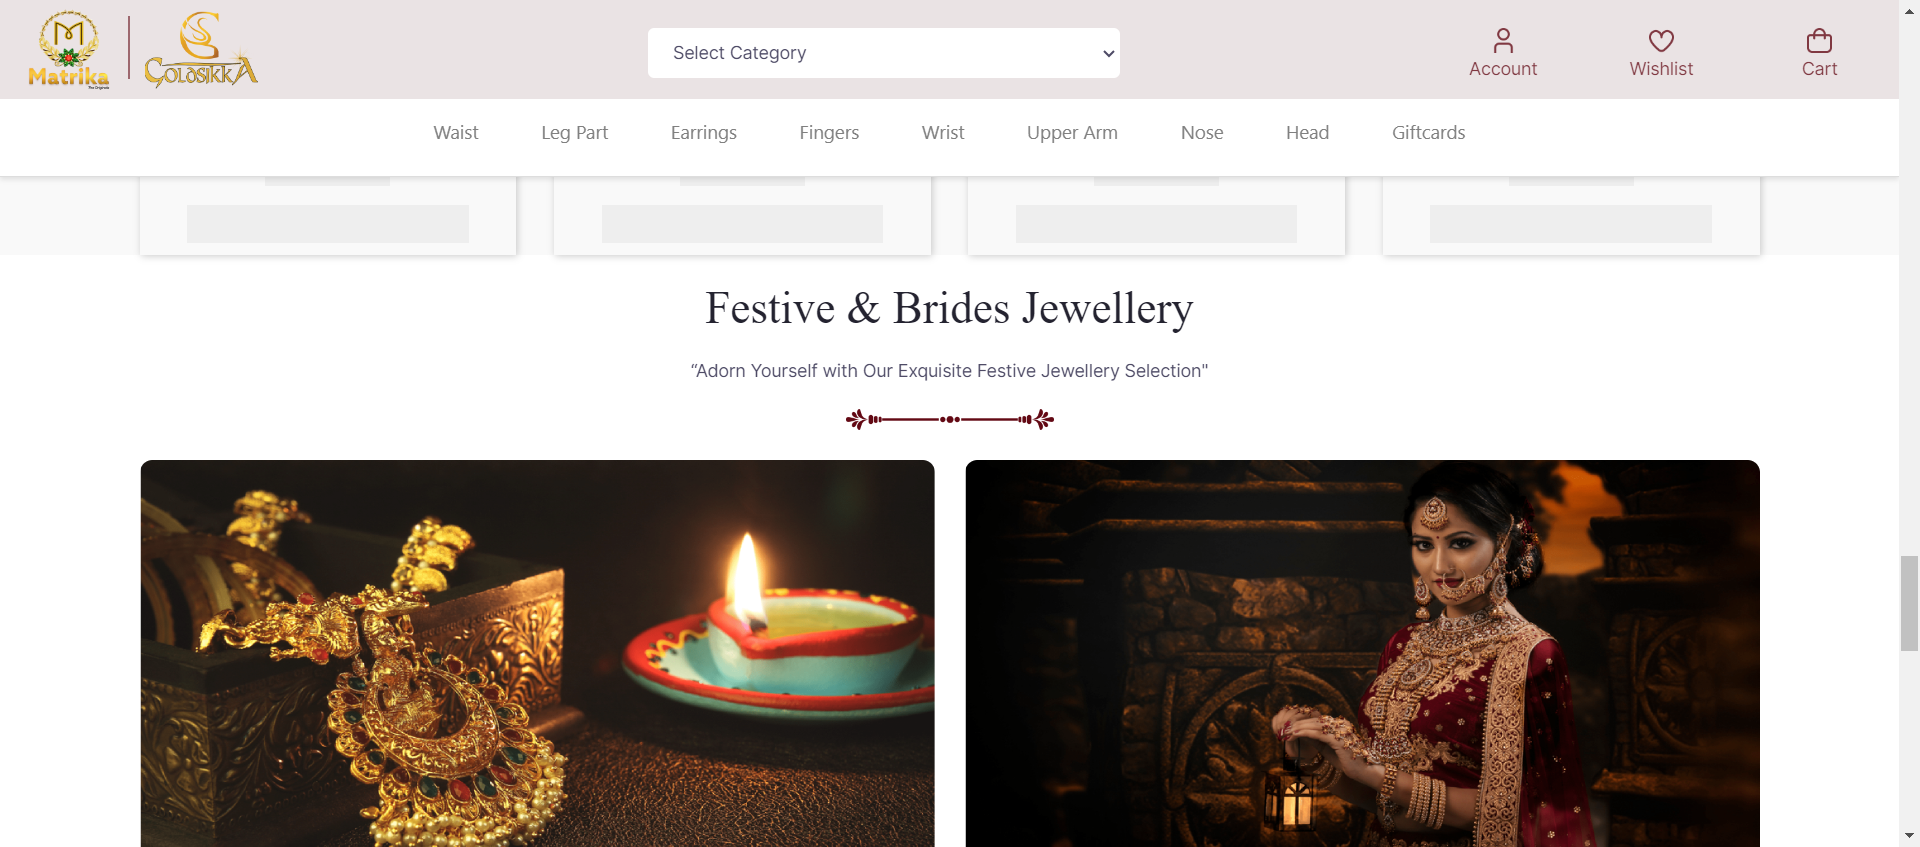 Matrika
GOLDSIKKA
Select Category
Account
Wishlist
Cart
Waist
Leg Part
Earrings
Fingers
Wrist
Upper Arm
Nose
Head
Giftcards
Festive & Brides Jewellery
“Adorn Yourself with Our Exquisite Festive Jewellery Selection"